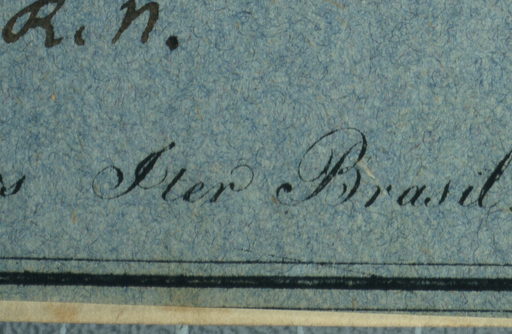 R. N.
s Iter Brasil.